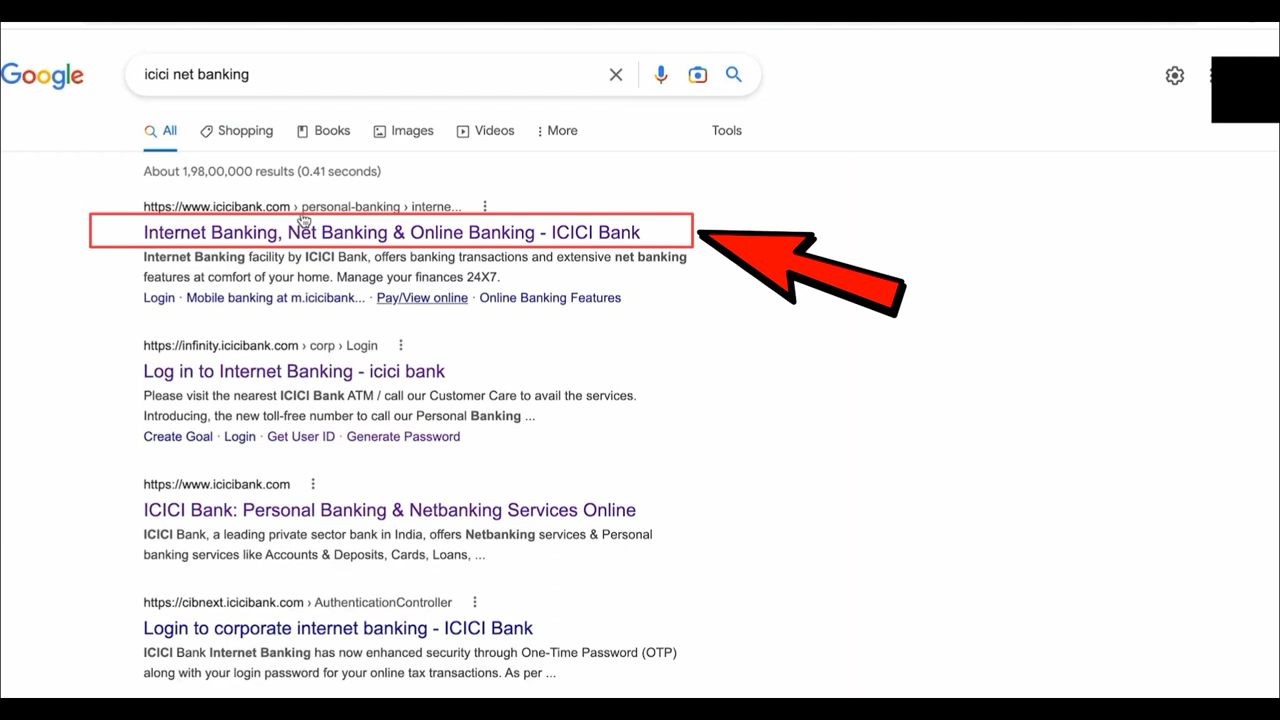 Google
icici net banking
All Shopping Books Images Videos More Tools
About 1,98,00,000 results (0.41 seconds)
https://www.icicibank.com › personal-banking › interne...
Internet Banking, Net Banking & Online Banking - ICICI Bank
Internet Banking facility by ICICI Bank, offers banking transactions and extensive net banking
features at comfort of your home. Manage your finances 24X7.
Login · Mobile banking at m.icicibank... · Pay/View online · Online Banking Features
https://infinity.icicibank.com › corp › Login
Log in to Internet Banking - icici bank
Please visit the nearest ICICI Bank ATM / call our Customer Care to avail the services.
Introducing, the new toll-free number to call our Personal Banking ...
Create Goal · Login · Get User ID · Generate Password
https://www.icicibank.com
ICICI Bank: Personal Banking & Netbanking Services Online
ICICI Bank, a leading private sector bank in India, offers Netbanking services & Personal
banking services like Accounts & Deposits, Cards, Loans, ...
https://cibnext.icicibank.com › AuthenticationController
Login to corporate internet banking - ICICI Bank
ICICI Bank Internet Banking has now enhanced security through One-Time Password (OTP)
along with your login password for your online tax transactions. As per ...